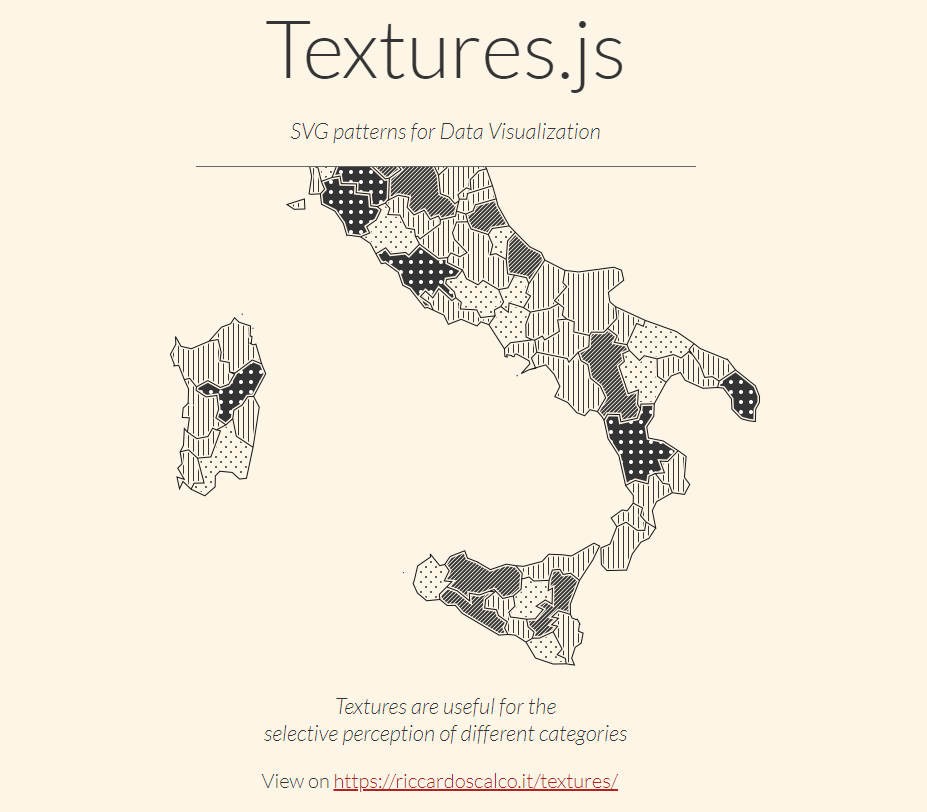 Textures.js
SVG patterns for Data Visualization
Textures are useful for the
selective perception of different categories
View on https://riccardoscalco.it/textures/